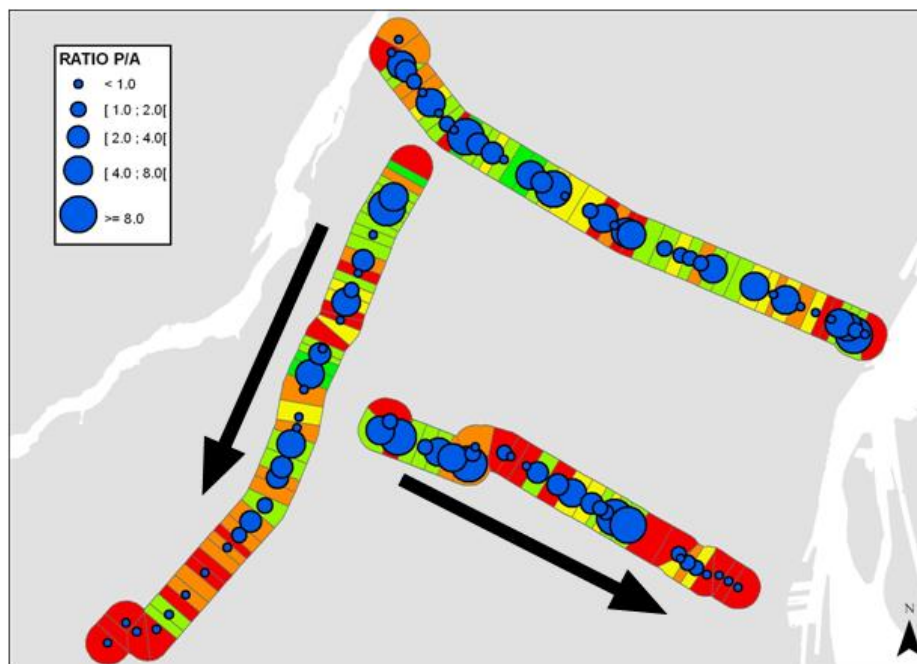 RATIO P/A
< 1.0
[ 1.0 ; 2.0[
[ 2.0 ; 4.0[
[ 4.0 ; 8.0[
>= 8.0
N